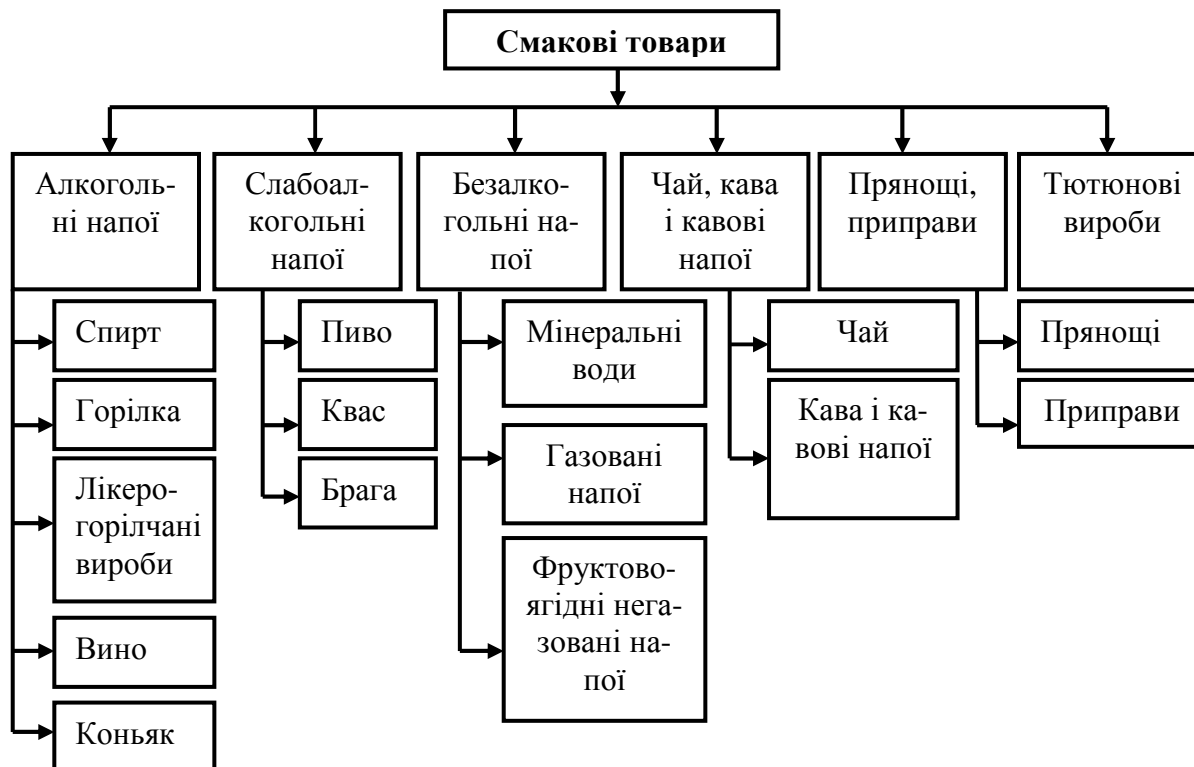 Смакові товари
Алкоголь-
ні напої
Слабоал-
когольні
напої
Безалко-
гольні на-
пої
Чай, кава
і кавові
напої
Прянощі,
приправи
Тютюнові
вироби
Спирт
Горілка
Лікеро-
горілчані
вироби
Вино
Коньяк
Пиво
Квас
Брага
Мінеральні
води
Газовані
напої
Фруктово-
ягідні нега-
зовані на-
пої
Чай
Кава і ка-
вові напої
Прянощі
Приправи